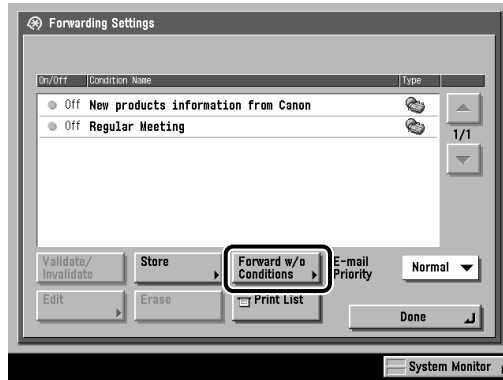 Forwarding Settings
On/Off Condition Name Type
Off New products information from Canon
Off Regular Meeting
1/1
Validate/
Invalidate
Store
Forward w/o
Conditions
E-mail
Priority
Normal
Edit
Erase
Print List
Done
System Monitor